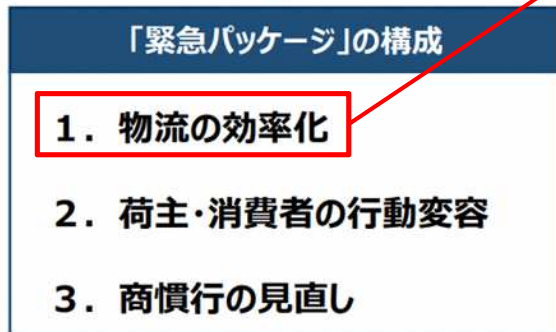 「緊急パッケージ」の構成
１．物流の効率化
２．荷主・消費者の行動変容
３．商慣行の見直し